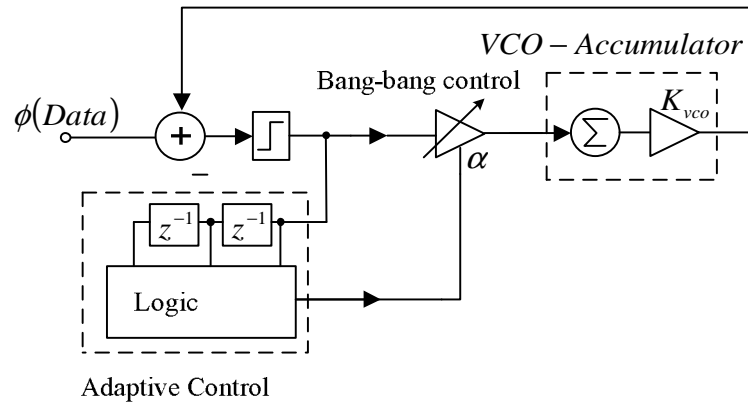 VCO – Accumulator
Bang-bang control
K_vco
ϕ(Data)
+
Σ
−
α
z⁻¹ z⁻¹
Logic
Adaptive Control